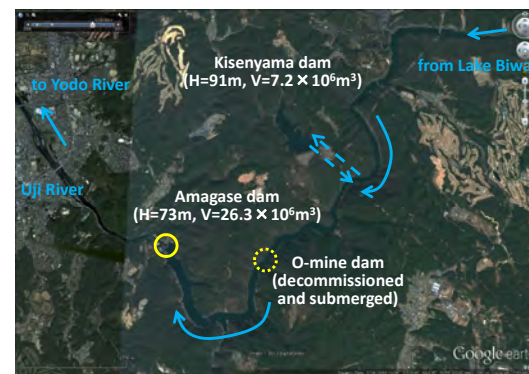 Kisenyama dam
(H=91m, V=7.2×10⁶m³)
from Lake Biwa
to Yodo River
Uji River
Amagase dam
(H=73m, V=26.3×10⁶m³)
O-mine dam
(decommissioned
and submerged)
Google earth